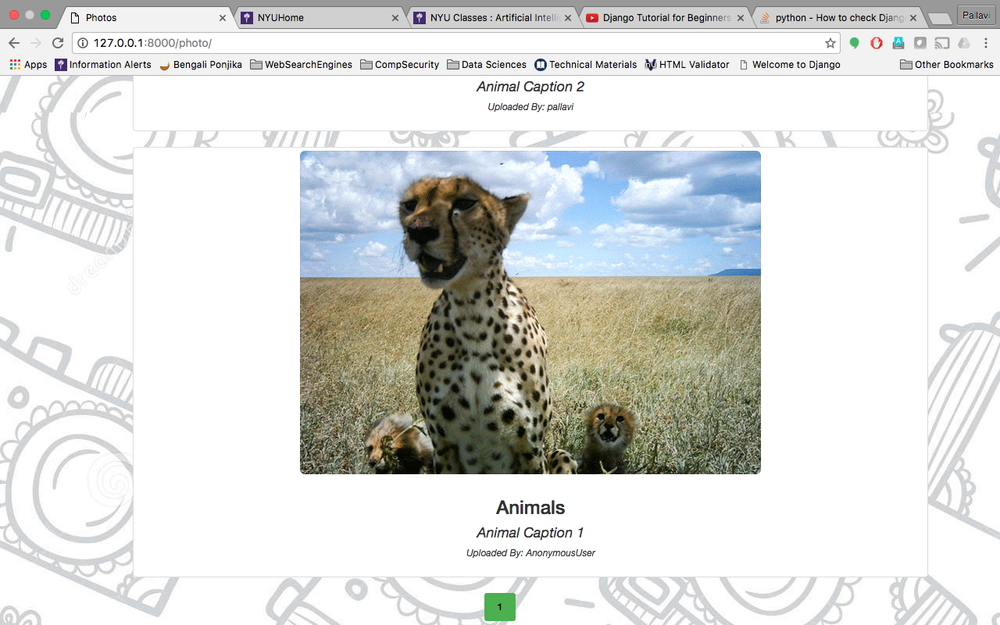 Photos
NYUHome
NYU Classes : Artificial Intelli
Django Tutorial for Beginners
python - How to check Djang
Pallavi
127.0.0.1:8000/photo/
Apps
Information Alerts
Bengali Ponjika
WebSearchEngines
CompSecurity
Data Sciences
Technical Materials
HTML Validator
Welcome to Django
Other Bookmarks
Animal Caption 2
Uploaded By: pallavi
Animals
Animal Caption 1
Uploaded By: AnonymousUser
1